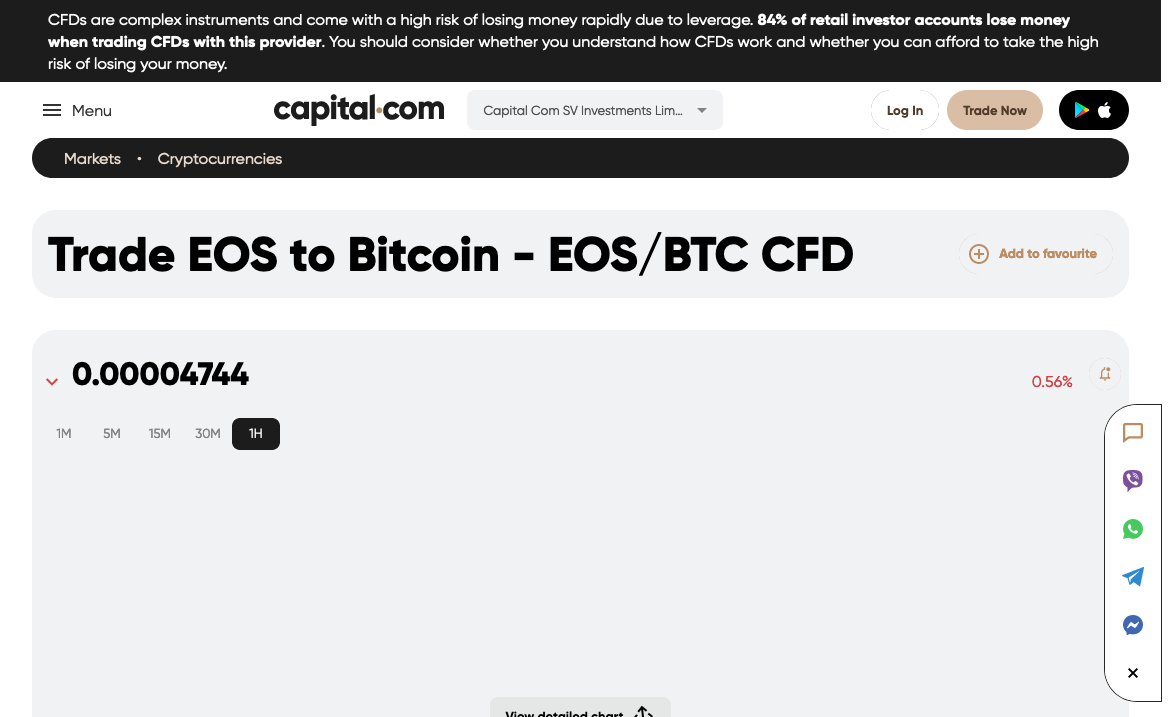 CFDs are complex instruments and come with a high risk of losing money rapidly due to leverage. 84% of retail investor accounts lose money
when trading CFDs with this provider. You should consider whether you understand how CFDs work and whether you can afford to take the high
risk of losing your money.
Menu
capital.com
Capital Com SV Investments Lim...
Log In
Trade Now
Markets • Cryptocurrencies
Trade EOS to Bitcoin - EOS/BTC CFD
Add to favourite
0.00004744
0.56%
1M 5M 15M 30M 1H
View detailed chart